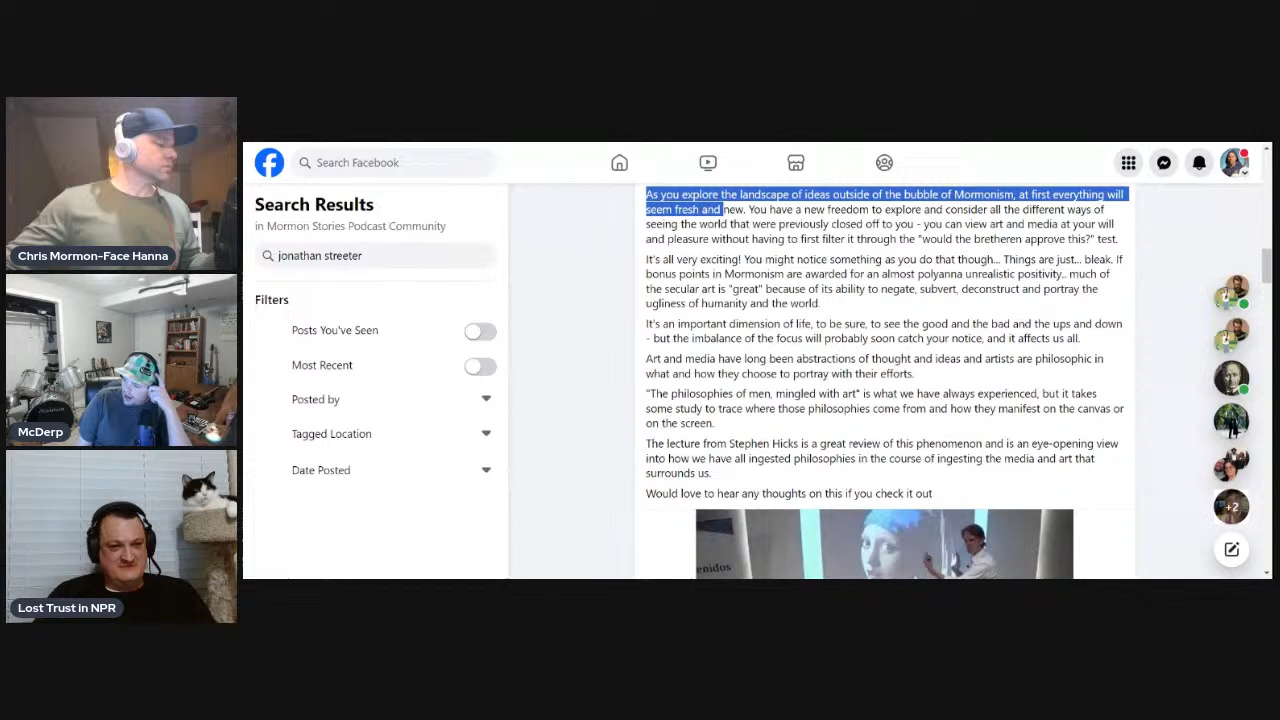 Chris Mormon-Face Hanna
McDerp
Lost Trust in NPR
Search Facebook
Search Results
in Mormon Stories Podcast Community
jonathan streeter
Filters
Posts You've Seen
Most Recent
Posted by
Tagged Location
Date Posted
As you explore the landscape of ideas outside of the bubble of Mormonism, at first everything will
seem fresh and new. You have a new freedom to explore and consider all the different ways of
seeing the world that were previously closed off to you - you can view art and media at your will
and pleasure without having to first filter it through the "would the bretheren approve this?" test.
It's all very exciting! You might notice something as you do that though... Things are just... bleak. If
bonus points in Mormonism are awarded for an almost polyanna unrealistic positivity.. much of
the secular art is "great" because of its ability to negate, subvert, deconstruct and portray the
ugliness of humanity and the world.
It's an important dimension of life, to be sure, to see the good and the bad and the ups and down
- but the imbalance of the focus will probably soon catch your notice, and it affects us all.
Art and media have long been abstractions of thought and ideas and artists are philosophic in
what and how they choose to portray with their efforts.
"The philosophies of men, mingled with art" is what we have always experienced, but it takes
some study to trace where those philosophies come from and how they manifest on the canvas or
on the screen.
The lecture from Stephen Hicks is a great review of this phenomenon and is an eye-opening view
into how we have all ingested philosophies in the course of ingesting the media and art that
surrounds us.
Would love to hear any thoughts on this if you check it out
enidos
+2